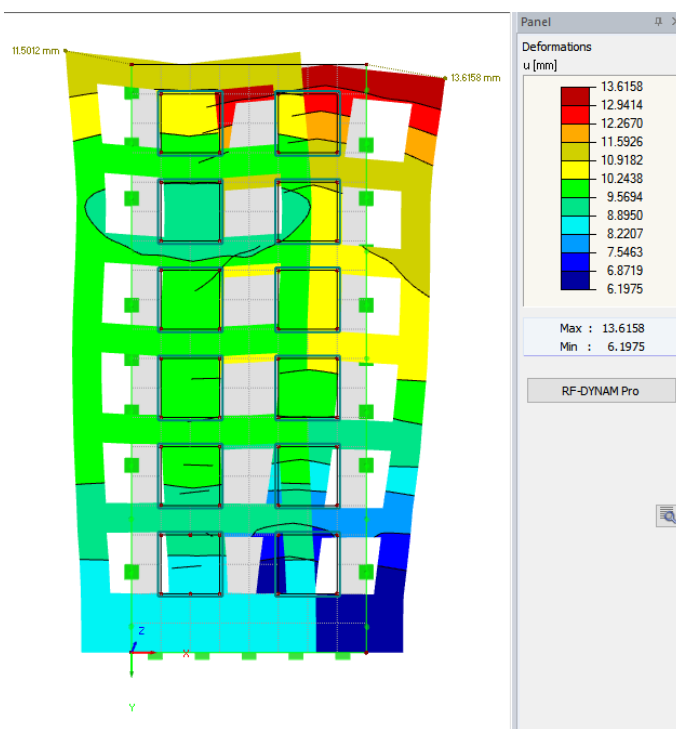 Panel
Deformations
u [mm]
11.5012 mm
13.6158 mm
13.6158
12.9414
12.2670
11.5926
10.9182
10.2438
9.5694
8.8950
8.2207
7.5463
6.8719
6.1975
Max : 13.6158
Min : 6.1975
RF-DYNAM Pro
Z
X
Y